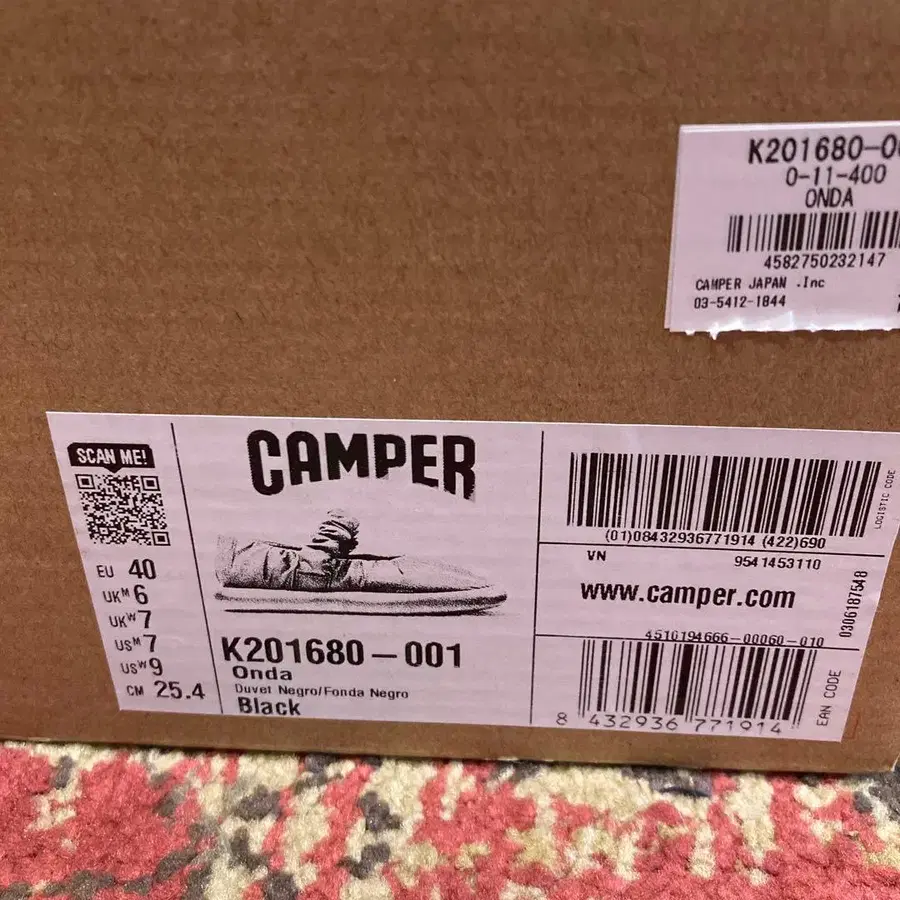 K201680-00
0-11-400
ONDA
4582750232147
CAMPER JAPAN .Inc
03-5412-1844
SCAN ME!
EU 40
UKᴹ 6
UKᵂ 7
USᴹ 7
USᵂ 9
CM 25.4
CAMPER
K201680-001
Onda
Duvet Negro/Fonda Negro
Black
(01)08432936771914 (422)690
LOGISTIC CODE
VN
9541453110
www.camper.com
0306187548
4510194666-00060-010
8 432936 771914
EAN CODE